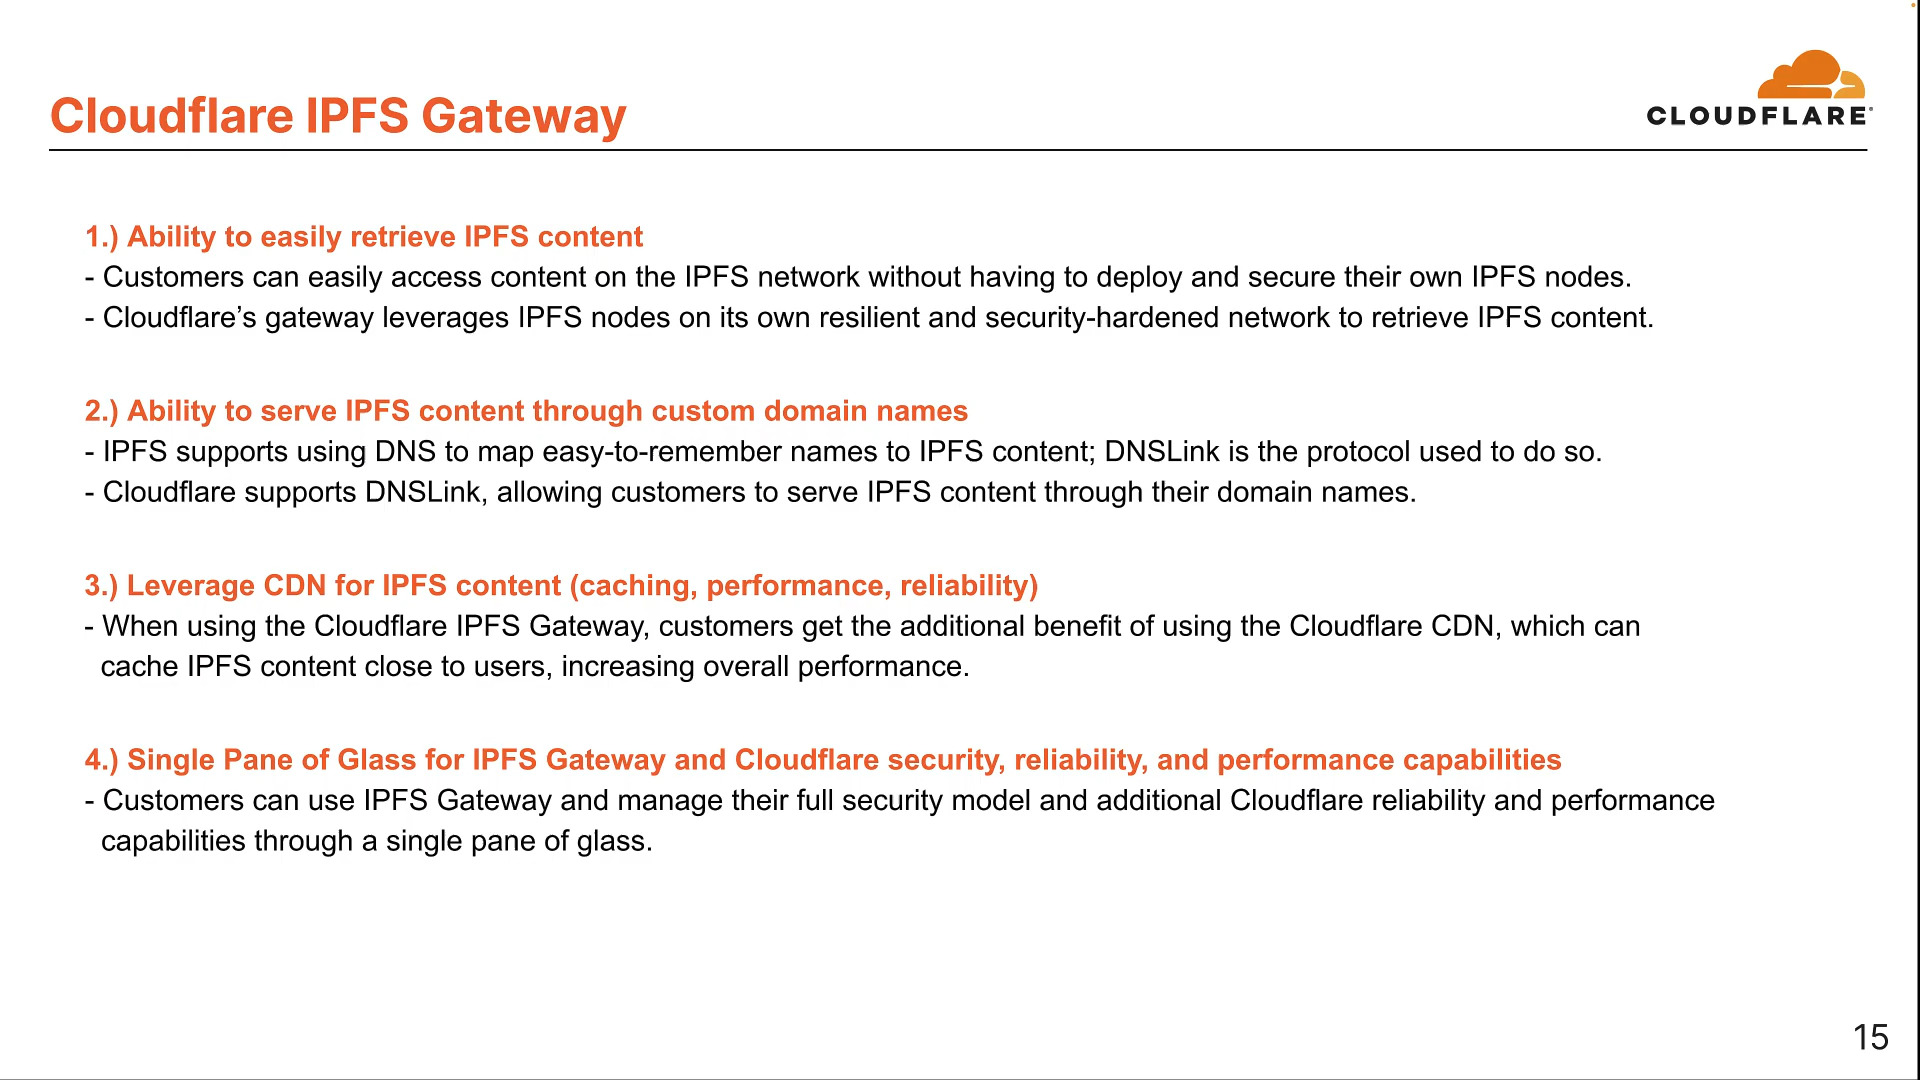 Cloudflare IPFS Gateway
CLOUDFLARE®
1.) Ability to easily retrieve IPFS content
- Customers can easily access content on the IPFS network without having to deploy and secure their own IPFS nodes.
- Cloudflare’s gateway leverages IPFS nodes on its own resilient and security-hardened network to retrieve IPFS content.
2.) Ability to serve IPFS content through custom domain names
- IPFS supports using DNS to map easy-to-remember names to IPFS content; DNSLink is the protocol used to do so.
- Cloudflare supports DNSLink, allowing customers to serve IPFS content through their domain names.
3.) Leverage CDN for IPFS content (caching, performance, reliability)
- When using the Cloudflare IPFS Gateway, customers get the additional benefit of using the Cloudflare CDN, which can
cache IPFS content close to users, increasing overall performance.
4.) Single Pane of Glass for IPFS Gateway and Cloudflare security, reliability, and performance capabilities
- Customers can use IPFS Gateway and manage their full security model and additional Cloudflare reliability and performance
capabilities through a single pane of glass.
15